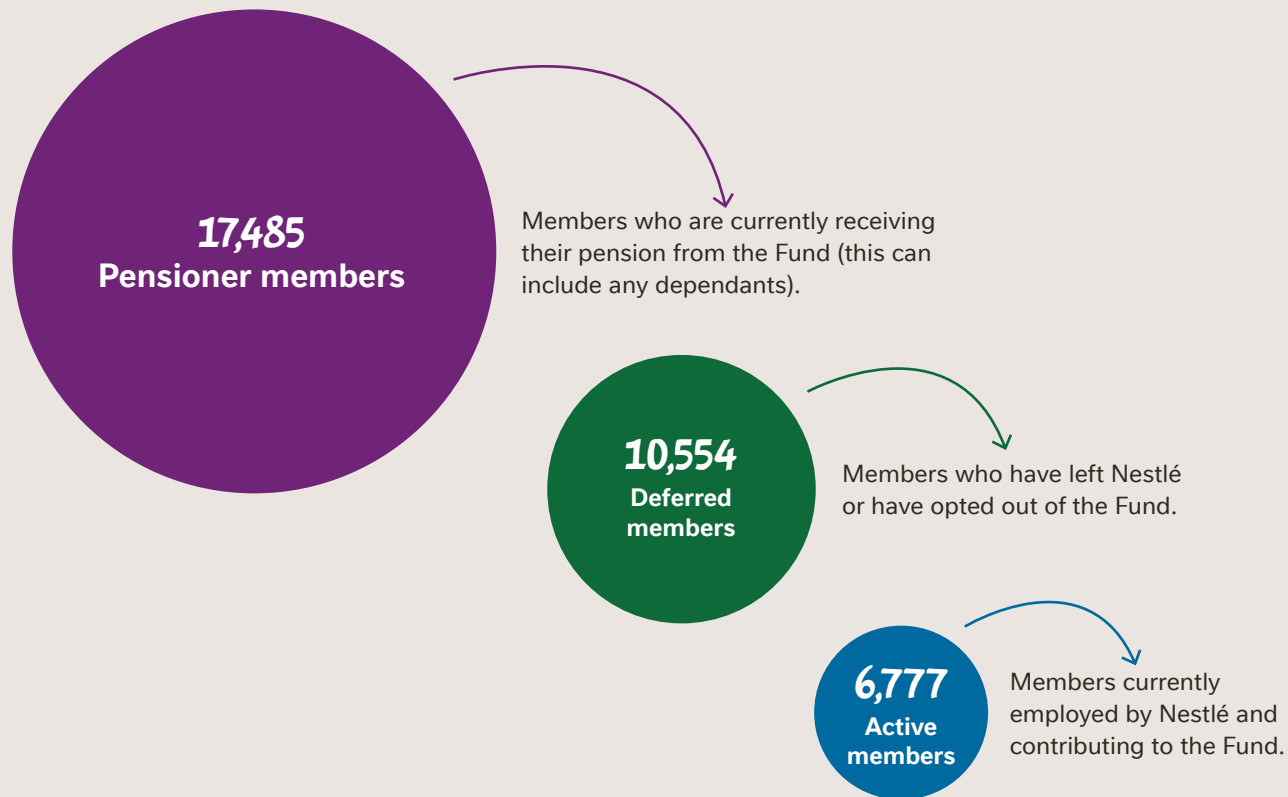 17,485
Pensioner members
Members who are currently receiving
their pension from the Fund (this can
include any dependants).
10,554
Deferred
members
Members who have left Nestlé
or have opted out of the Fund.
6,777
Active
members
Members currently
employed by Nestlé and
contributing to the Fund.